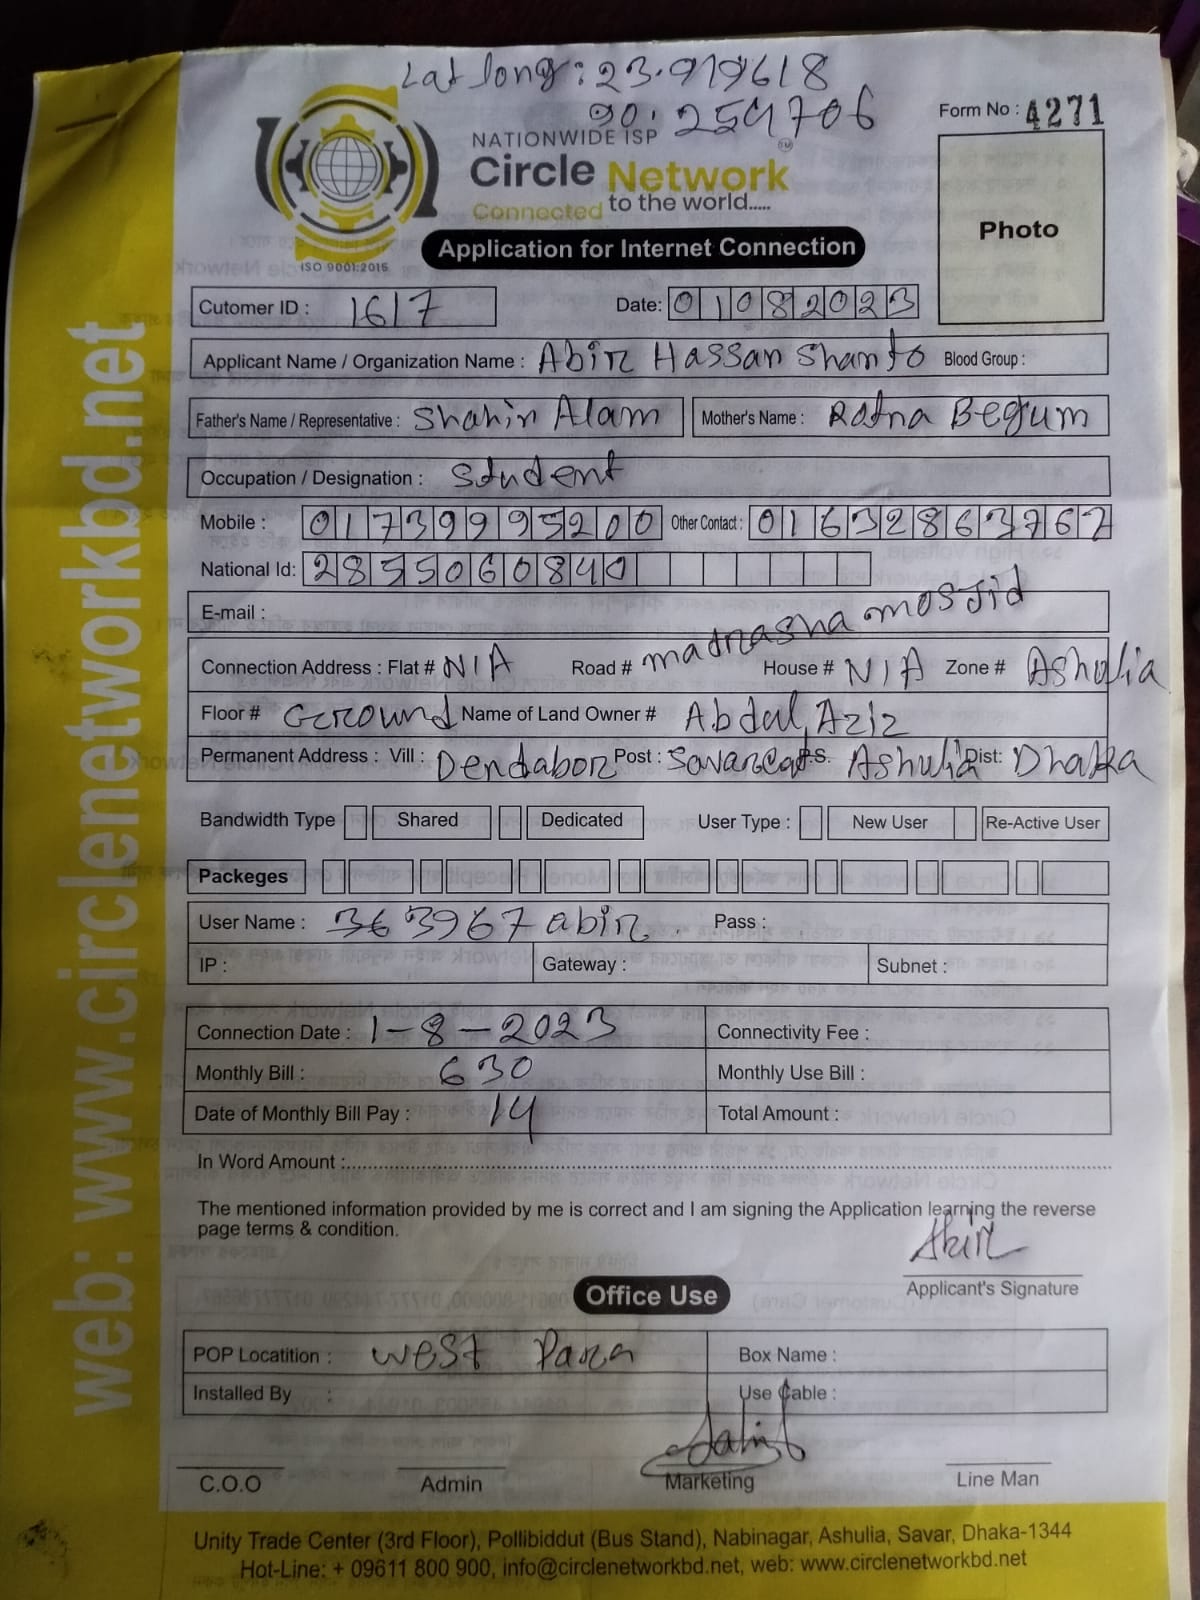 Lat long : 23.919618
90.254706
NATIONWIDE ISP
Circle Network
Connected to the world.....
ISO 9001:2015
Form No : 4271
Photo
Application for Internet Connection
Cutomer ID : 1617 Date: 01082023
Applicant Name / Organization Name : Abir Hassan Shanto Blood Group :
Father's Name / Representative : Shahin Alam Mother's Name : Ratna Begum
Occupation / Designation : Student
Mobile : 01739995200 Other Contact : 01632863767
National Id: 2855060840
E-mail :
Connection Address : Flat # N/A Road # madrasha mosjid House # N/A Zone # Ashulia
Floor # Ground Name of Land Owner # Abdul Aziz
Permanent Address : Vill : Dendabor Post : Savarcat P.S. Ashulia Dist: Dhaka
Bandwidth Type Shared Dedicated User Type : New User Re-Active User
Packeges
User Name : 363967abir Pass :
IP : Gateway : Subnet :
Connection Date : 1-8-2023 Connectivity Fee :
Monthly Bill : 630 Monthly Use Bill :
Date of Monthly Bill Pay : 14 Total Amount :
In Word Amount :
The mentioned information provided by me is correct and I am signing the Application learning the reverse
page terms & condition.
Abir
Applicant's Signature
Office Use
POP Locatition : West Para Box Name :
Installed By : Use Cable :
C.O.O Admin Marketing Line Man
Unity Trade Center (3rd Floor), Pollibiddut (Bus Stand), Nabinagar, Ashulia, Savar, Dhaka-1344
Hot-Line: + 09611 800 900, info@circlenetworkbd.net, web: www.circlenetworkbd.net
web: www.circlenetworkbd.net